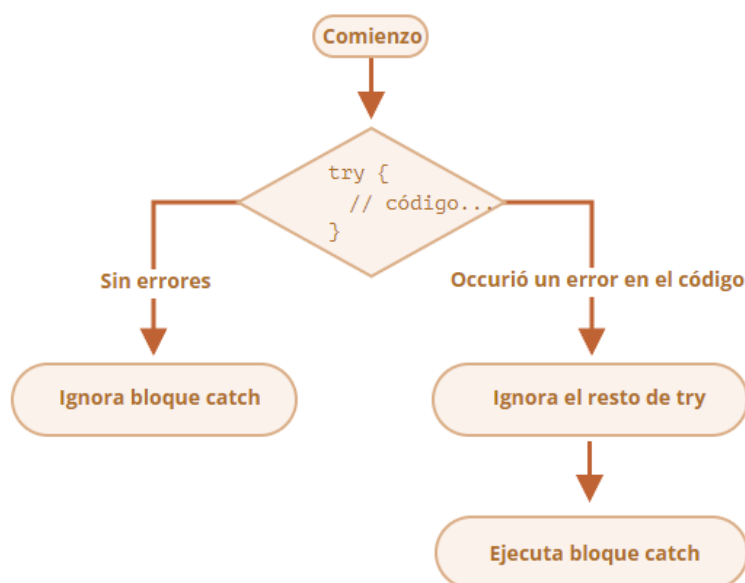 Comienzo
try {
// código...
}
Sin errores
Occurió un error en el código
Ignora bloque catch
Ignora el resto de try
Ejecuta bloque catch